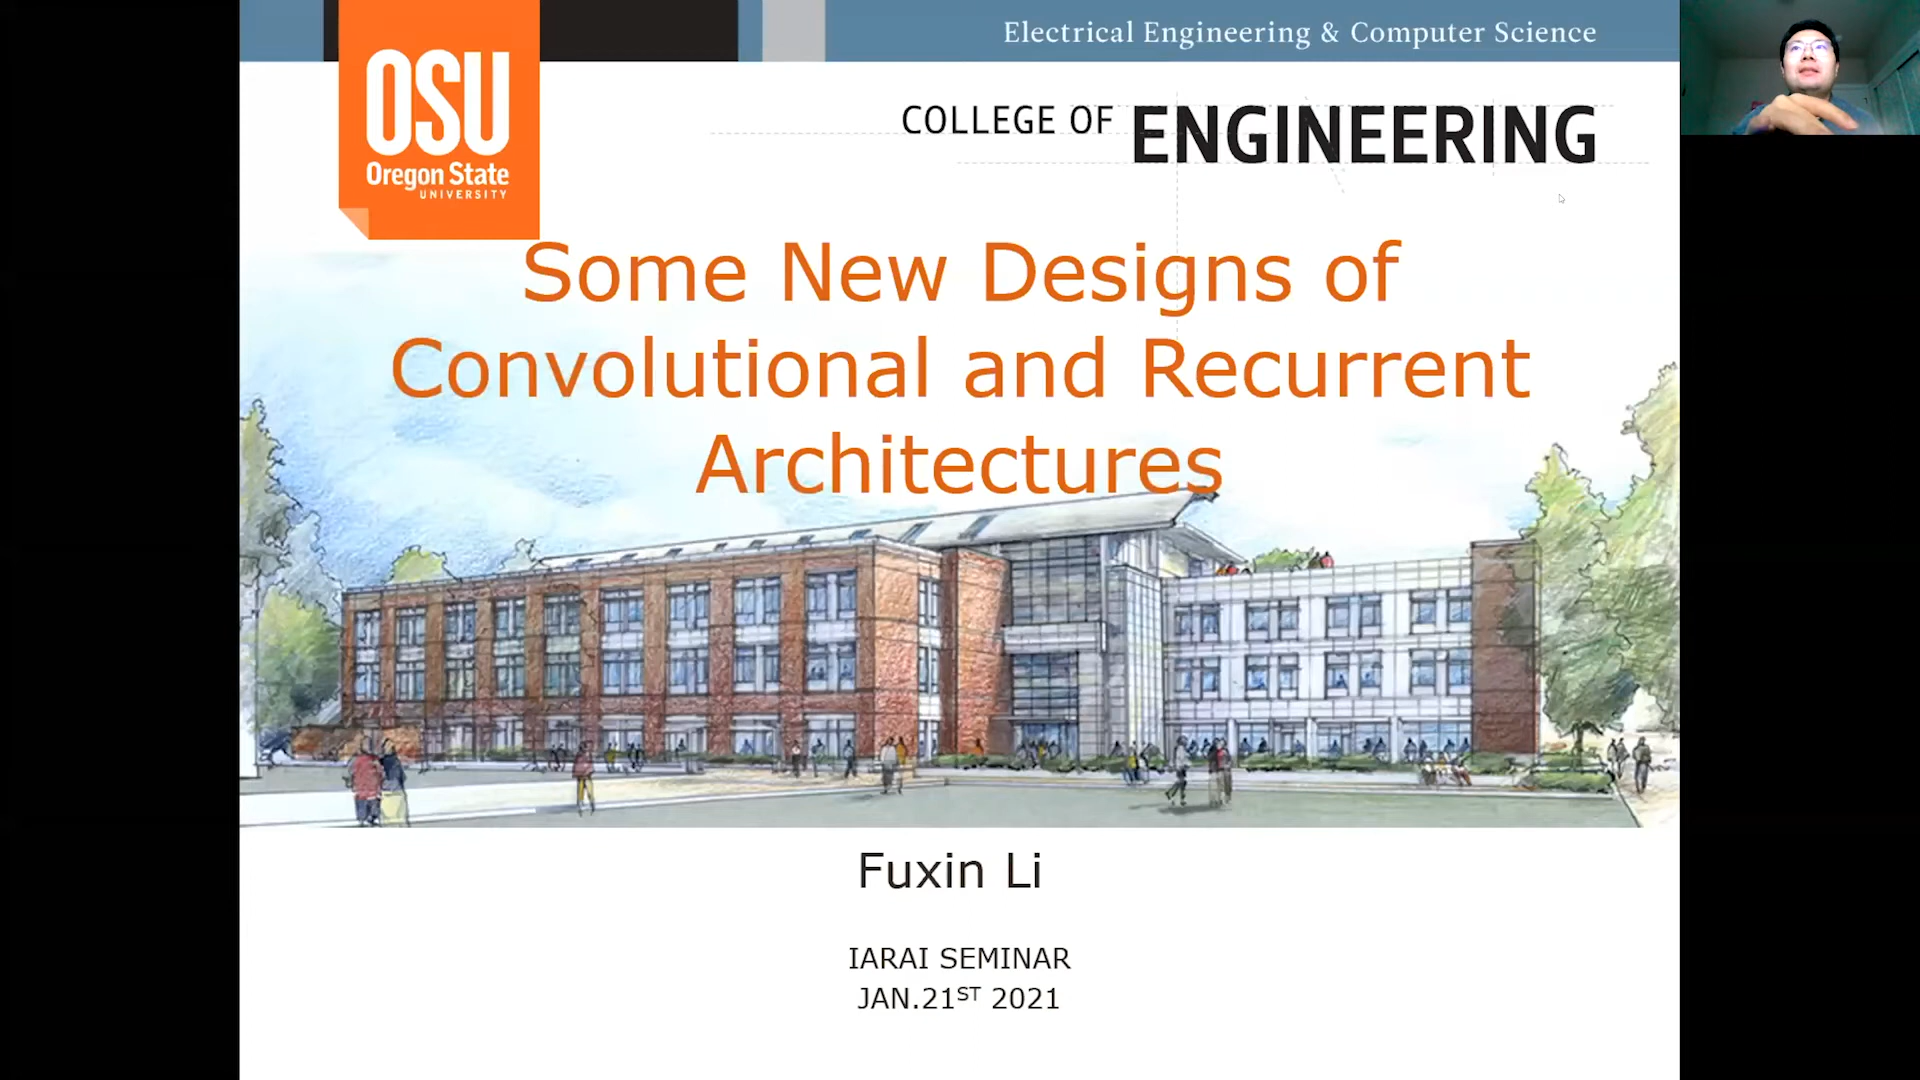 Electrical Engineering & Computer Science
OSU
Oregon State
UNIVERSITY
COLLEGE OF ENGINEERING
Some New Designs of
Convolutional and Recurrent
Architectures
Fuxin Li
IARAI SEMINAR
JAN.21ST 2021